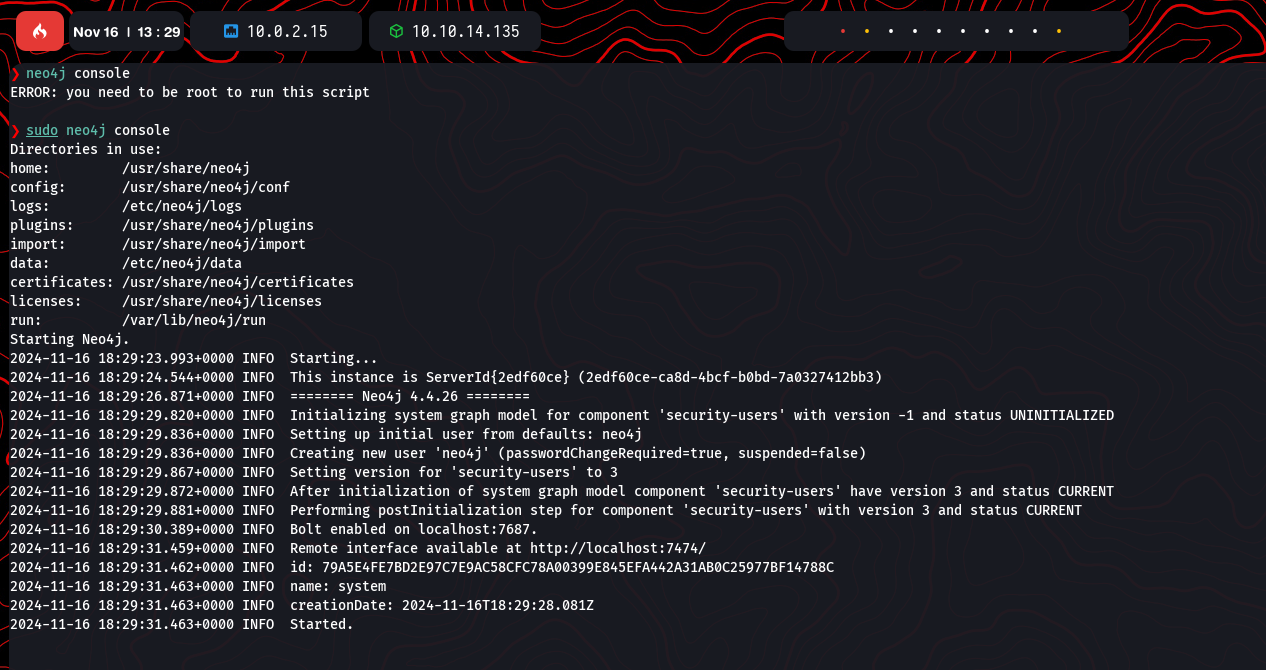 Nov 16 | 13 : 29 10.0.2.15 10.10.14.135
❯ neo4j console
ERROR: you need to be root to run this script
❯ sudo neo4j console
Directories in use:
home:         /usr/share/neo4j
config:       /usr/share/neo4j/conf
logs:         /etc/neo4j/logs
plugins:      /usr/share/neo4j/plugins
import:       /usr/share/neo4j/import
data:         /etc/neo4j/data
certificates: /usr/share/neo4j/certificates
licenses:     /usr/share/neo4j/licenses
run:          /var/lib/neo4j/run
Starting Neo4j.
2024-11-16 18:29:23.993+0000 INFO  Starting...
2024-11-16 18:29:24.544+0000 INFO  This instance is ServerId{2edf60ce} (2edf60ce-ca8d-4bcf-b0bd-7a0327412bb3)
2024-11-16 18:29:26.871+0000 INFO  ======== Neo4j 4.4.26 ========
2024-11-16 18:29:29.820+0000 INFO  Initializing system graph model for component 'security-users' with version -1 and status UNINITIALIZED
2024-11-16 18:29:29.836+0000 INFO  Setting up initial user from defaults: neo4j
2024-11-16 18:29:29.836+0000 INFO  Creating new user 'neo4j' (passwordChangeRequired=true, suspended=false)
2024-11-16 18:29:29.867+0000 INFO  Setting version for 'security-users' to 3
2024-11-16 18:29:29.872+0000 INFO  After initialization of system graph model component 'security-users' have version 3 and status CURRENT
2024-11-16 18:29:29.881+0000 INFO  Performing postInitialization step for component 'security-users' with version 3 and status CURRENT
2024-11-16 18:29:30.389+0000 INFO  Bolt enabled on localhost:7687.
2024-11-16 18:29:31.459+0000 INFO  Remote interface available at http://localhost:7474/
2024-11-16 18:29:31.462+0000 INFO  id: 79A5E4FE7BD2E97C7E9AC58CFC78A00399E845EFA442A31AB0C25977BF14788C
2024-11-16 18:29:31.463+0000 INFO  name: system
2024-11-16 18:29:31.463+0000 INFO  creationDate: 2024-11-16T18:29:28.081Z
2024-11-16 18:29:31.463+0000 INFO  Started.